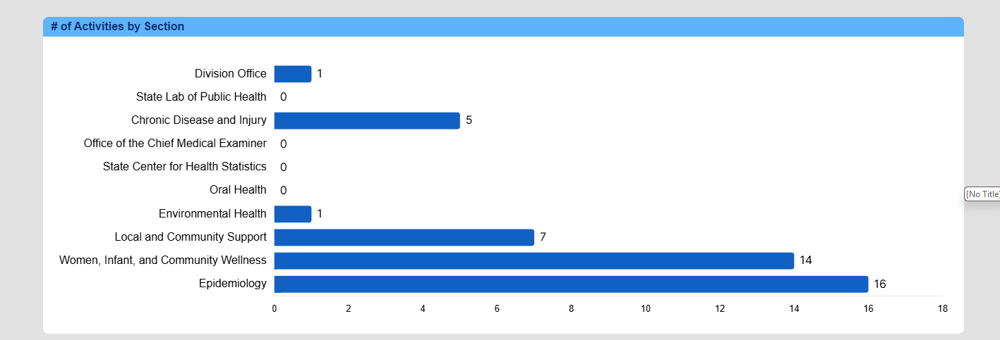 # of Activities by Section
Division Office 1
State Lab of Public Health 0
Chronic Disease and Injury 5
Office of the Chief Medical Examiner 0
State Center for Health Statistics 0
Oral Health 0
[No Title]
Environmental Health 1
Local and Community Support 7
Women, Infant, and Community Wellness 14
Epidemiology 16
0 2 4 6 8 10 12 14 16 18